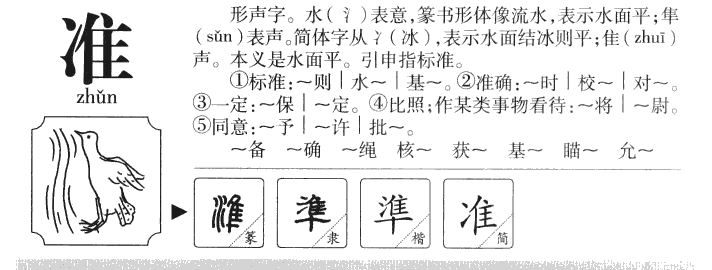 准
zhǔn
形声字。水(氵)表意,篆书形体像流水,表示水面平;隼
(sǔn)表声。简体字从冫(冰),表示水面结冰则平;隹(zhuī)
声。本义是水面平。引申指标准。
①标准:～则｜水～｜基～。②准确:～时｜校～｜对～。
③一定:～保｜～定。④比照;作某类事物看待:～将｜～尉。
⑤同意:～予｜～许｜批～。
～备 ～确 ～绳 核～ 获～ 基～ 瞄～ 允～
準 篆 準 隶 準 楷 准 简